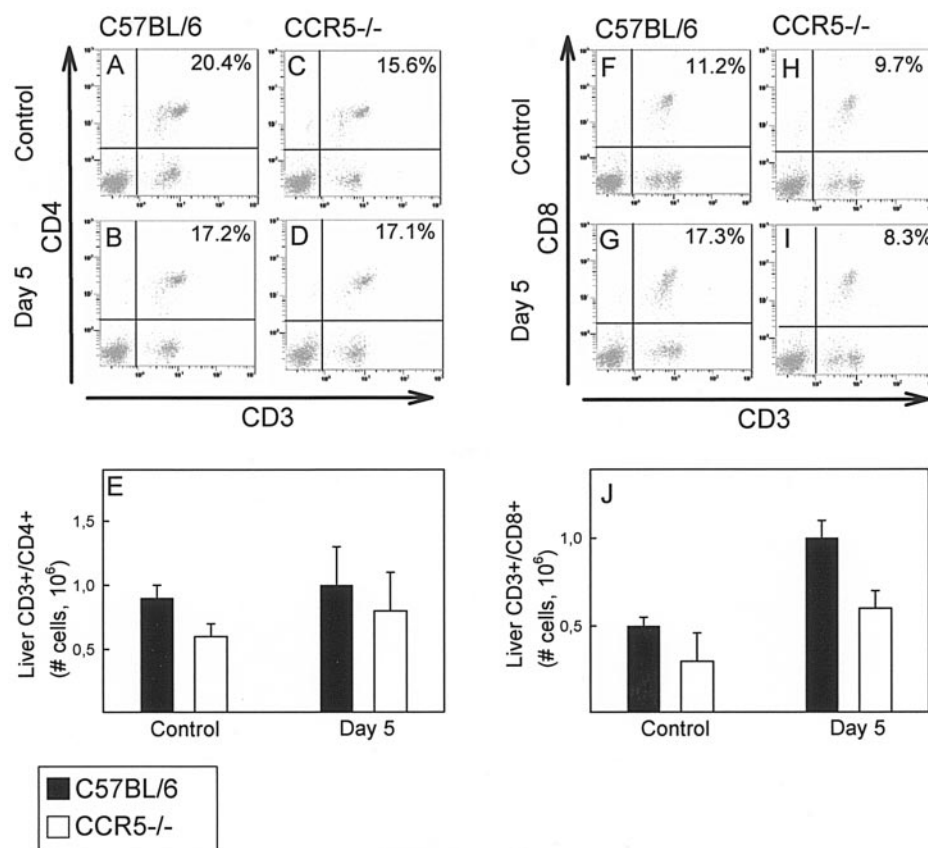 C57BL/6 CCR5-/-
Control
A 20.4%
C 15.6%
Day 5
B 17.2%
D 17.1%
CD4
CD3
C57BL/6 CCR5-/-
Control
F 11.2%
H 9.7%
Day 5
G 17.3%
I 8.3%
CD8
CD3
E
Liver CD3+/CD4+
(# cells, 10⁶)
1,5
1,0
0,5
Control Day 5
J
Liver CD3+/CD8+
(# cells, 10⁶)
1,0
0,5
Control Day 5
C57BL/6
CCR5-/-